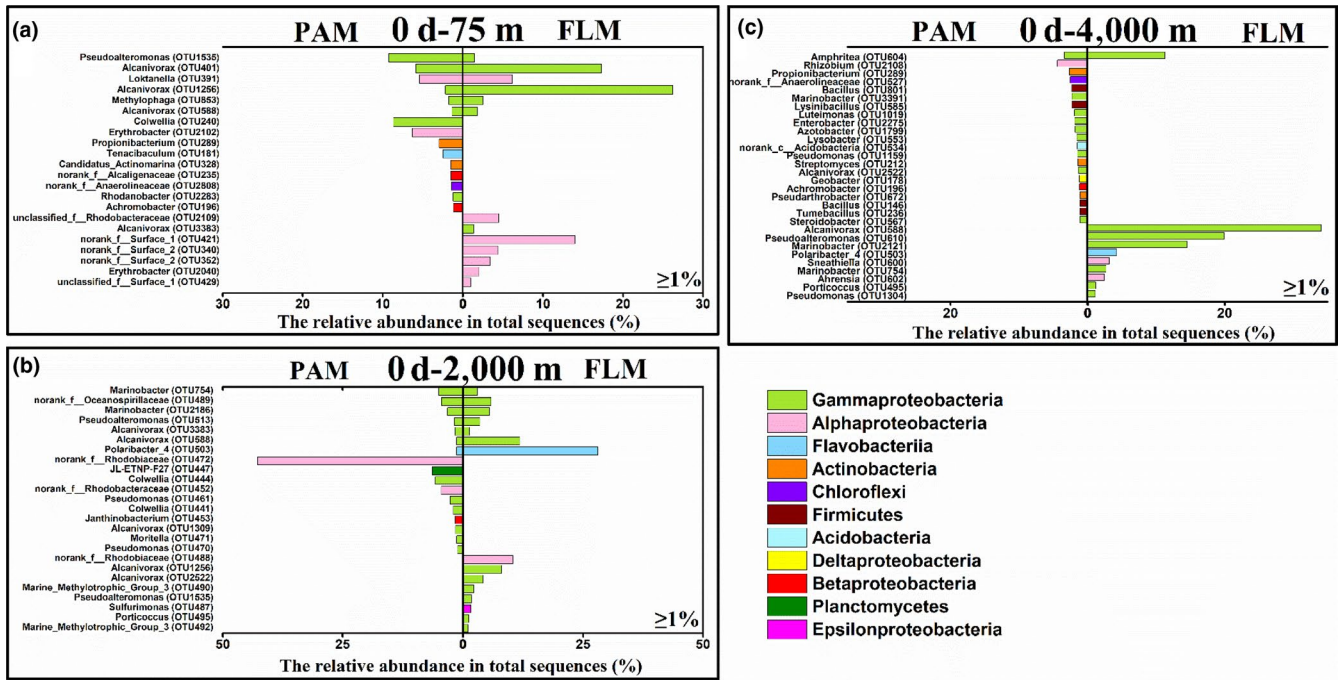 (a)
PAM 0 d-75 m FLM
Pseudoalteromonas (OTU1535)
Alcanivorax (OTU401)
Loktanella (OTU391)
Alcanivorax (OTU1256)
Methylophaga (OTU853)
Alcanivorax (OTU588)
Colwellia (OTU240)
Erythrobacter (OTU2102)
Propionibacterium (OTU289)
Tenacibaculum (OTU181)
Candidatus_Actinomarina (OTU328)
norank_f__Alcaligenaceae (OTU235)
norank_f__Anaerolineaceae (OTU2808)
Rhodanobacter (OTU2283)
Achromobacter (OTU196)
unclassified_f__Rhodobacteraceae (OTU2109)
Alcanivorax (OTU3383)
norank_f__Surface_1 (OTU421)
norank_f__Surface_2 (OTU340)
norank_f__Surface_2 (OTU352)
Erythrobacter (OTU2040)
unclassified_f__Surface_1 (OTU429)
≥1%
30 20 10 0 10 20 30
The relative abundance in total sequences (%)
(b)
PAM 0 d-2,000 m FLM
Marinobacter (OTU754)
norank_f__Oceanospirillaceae (OTU489)
Marinobacter (OTU2186)
Pseudoalteromonas (OTU513)
Alcanivorax (OTU3383)
Alcanivorax (OTU588)
Polaribacter_4 (OTU503)
norank_f__Rhodobiaceae (OTU472)
JL-ETNP-F27 (OTU447)
Colwellia (OTU444)
norank_f__Rhodobacteraceae (OTU452)
Pseudomonas (OTU461)
Colwellia (OTU441)
Janthinobacterium (OTU453)
Alcanivorax (OTU1309)
Moritella (OTU471)
Pseudomonas (OTU470)
norank_f__Rhodobiaceae (OTU488)
Alcanivorax (OTU1256)
Alcanivorax (OTU2522)
Marine_Methylotrophic_Group_3 (OTU490)
Pseudoalteromonas (OTU1535)
Sulfurimonas (OTU487)
Porticoccus (OTU495)
Marine_Methylotrophic_Group_3 (OTU492)
≥1%
50 25 0 25 50
The relative abundance in total sequences (%)
(c)
PAM 0 d-4,000 m FLM
Amphritea (OTU604)
Rhizobium (OTU2108)
Propionibacterium (OTU289)
norank_f__Anaerolineaceae (OTU527)
Bacillus (OTU801)
Marinobacter (OTU3391)
Lysinibacillus (OTU585)
Luteimonas (OTU1019)
Enterobacter (OTU2275)
Azotobacter (OTU1799)
Lysobacter (OTU553)
norank_c__Acidobacteria (OTU534)
Pseudomonas (OTU1159)
Streptomyces (OTU212)
Alcanivorax (OTU2522)
Geobacter (OTU178)
Achromobacter (OTU196)
Pseudarthrobacter (OTU672)
Bacillus (OTU146)
Tumebacillus (OTU236)
Steroidobacter (OTU567)
Alcanivorax (OTU588)
Pseudoalteromonas (OTU610)
Marinobacter (OTU2121)
Polaribacter_4 (OTU503)
Sneathiella (OTU600)
Marinobacter (OTU754)
Ahrensia (OTU602)
Porticoccus (OTU495)
Pseudomonas (OTU1304)
≥1%
20 0 20
The relative abundance in total sequences (%)
Gammaproteobacteria
Alphaproteobacteria
Flavobacteriia
Actinobacteria
Chloroflexi
Firmicutes
Acidobacteria
Deltaproteobacteria
Betaproteobacteria
Planctomycetes
Epsilonproteobacteria